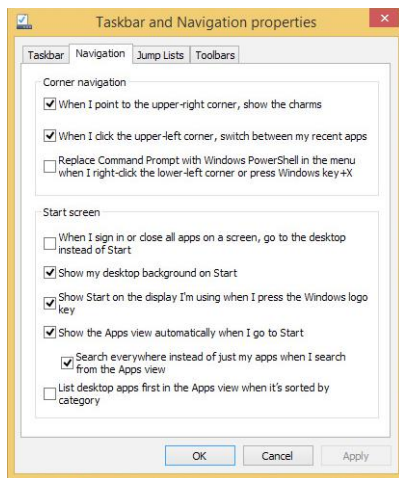 Taskbar and Navigation properties
Taskbar Navigation Jump Lists Toolbars
Corner navigation
When I point to the upper-right corner, show the charms
When I click the upper-left corner, switch between my recent apps
Replace Command Prompt with Windows PowerShell in the menu
when I right-click the lower-left corner or press Windows key+X
Start screen
When I sign in or close all apps on a screen, go to the desktop
instead of Start
Show my desktop background on Start
Show Start on the display I'm using when I press the Windows logo
key
Show the Apps view automatically when I go to Start
Search everywhere instead of just my apps when I search
from the Apps view
List desktop apps first in the Apps view when it's sorted by
category
OK Cancel Apply